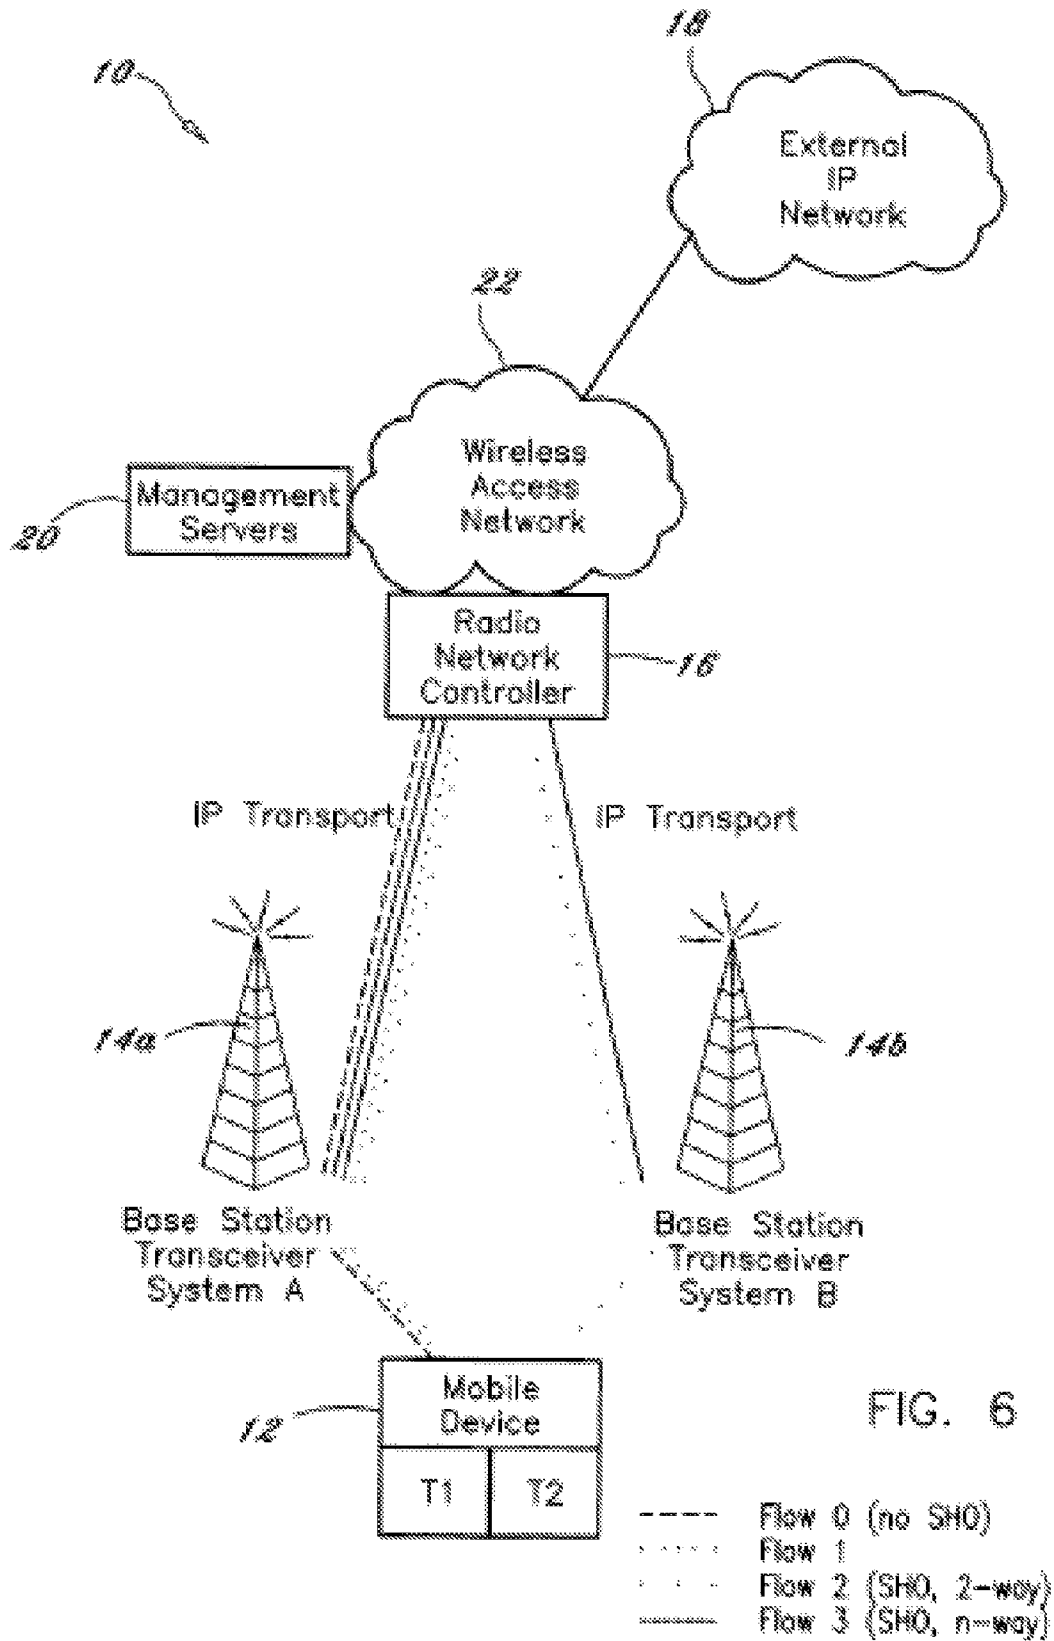 18
10
External
IP
Network
22
Wireless
Access
Network
Management
Servers
20
Radio
Network
Controller
16
IP Transport
IP Transport
14a
14b
Base Station
Transceiver
System A
Base Station
Transceiver
System B
Mobile
Device
12
T1
T2
FIG. 6
Flow 0 (no SHO)
Flow 1
Flow 2 (SHO, 2-way)
Flow 3 (SHO, n-way)